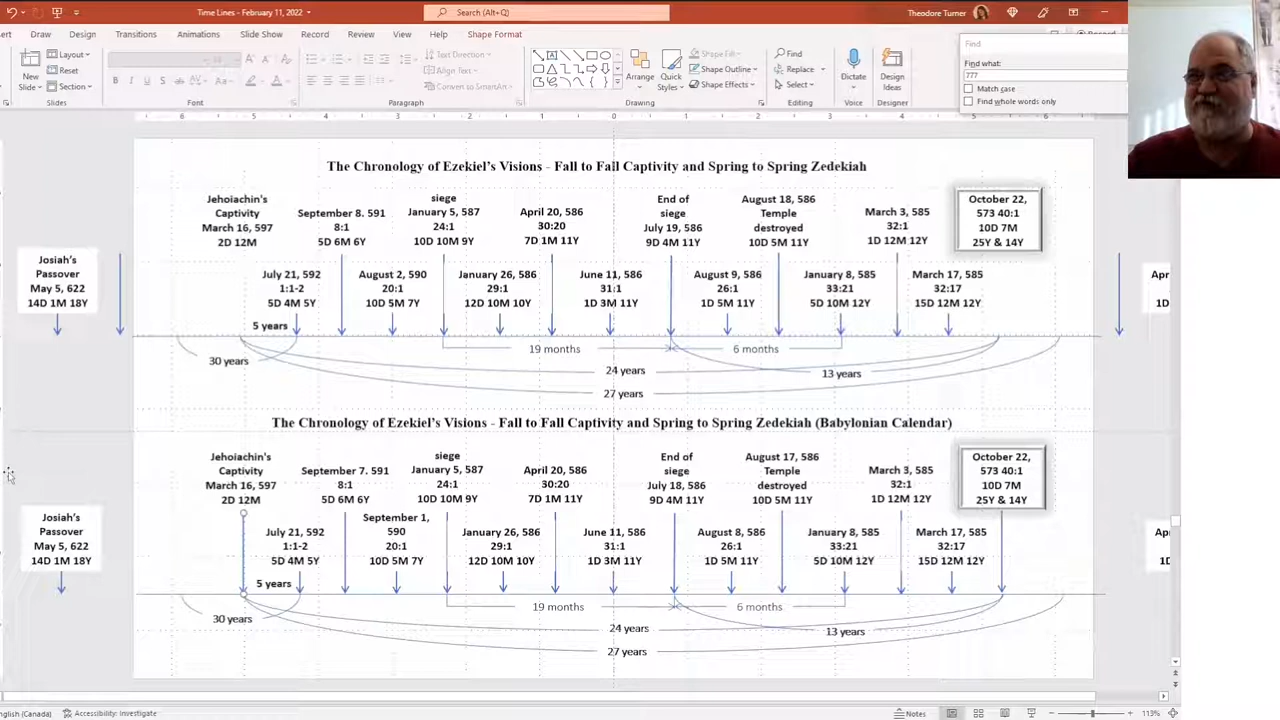 Time Lines - February 11, 2022
Search (Alt+Q)
Theodore Turner
Draw
Design
Transitions
Animations
Slide Show
Record
Review
View
Help
Shape Format
New
Slide
Layout
Reset
Section
Slides
Font
Text Direction
Align Text
Convert to SmartArt
Paragraph
Arrange
Quick
Styles
Shape Fill
Shape Outline
Shape Effects
Drawing
Find
Replace
Select
Editing
Dictate
Voice
Design
Ideas
Designer
Find
Find what:
777
Match case
Find whole words only
The Chronology of Ezekiel's Visions - Fall to Fall Captivity and Spring to Spring Zedekiah
Josiah's
Passover
May 5, 622
14D 1M 18Y
Jehoiachin's
Captivity
March 16, 597
2D 12M
September 8. 591
8:1
5D 6M 6Y
siege
January 5, 587
24:1
10D 10M 9Y
April 20, 586
30:20
7D 1M 11Y
End of
siege
July 19, 586
9D 4M 11Y
August 18, 586
Temple
destroyed
10D 5M 11Y
March 3, 585
32:1
1D 12M 12Y
October 22,
573 40:1
10D 7M
25Y & 14Y
July 21, 592
1:1-2
5D 4M 5Y
August 2, 590
20:1
10D 5M 7Y
January 26, 586
29:1
12D 10M 10Y
June 11, 586
31:1
1D 3M 11Y
August 9, 586
26:1
1D 5M 11Y
January 8, 585
33:21
5D 10M 12Y
March 17, 585
32:17
15D 12M 12Y
Apr
1D
5 years
30 years
19 months
6 months
24 years
13 years
27 years
The Chronology of Ezekiel's Visions - Fall to Fall Captivity and Spring to Spring Zedekiah (Babylonian Calendar)
Josiah's
Passover
May 5, 622
14D 1M 18Y
Jehoiachin's
Captivity
March 16, 597
2D 12M
September 7. 591
8:1
5D 6M 6Y
siege
January 5, 587
24:1
10D 10M 9Y
April 20, 586
30:20
7D 1M 11Y
End of
siege
July 18, 586
9D 4M 11Y
August 17, 586
Temple
destroyed
10D 5M 11Y
March 3, 585
32:1
1D 12M 12Y
October 22,
573 40:1
10D 7M
25Y & 14Y
July 21, 592
1:1-2
5D 4M 5Y
September 1,
590
20:1
10D 5M 7Y
January 26, 586
29:1
12D 10M 10Y
June 11, 586
31:1
1D 3M 11Y
August 8, 586
26:1
1D 5M 11Y
January 8, 585
33:21
5D 10M 12Y
March 17, 585
32:17
15D 12M 12Y
Apr
1D
5 years
30 years
19 months
6 months
24 years
13 years
27 years
nglish (Canada)
Accessibility: Investigate
Notes
113%